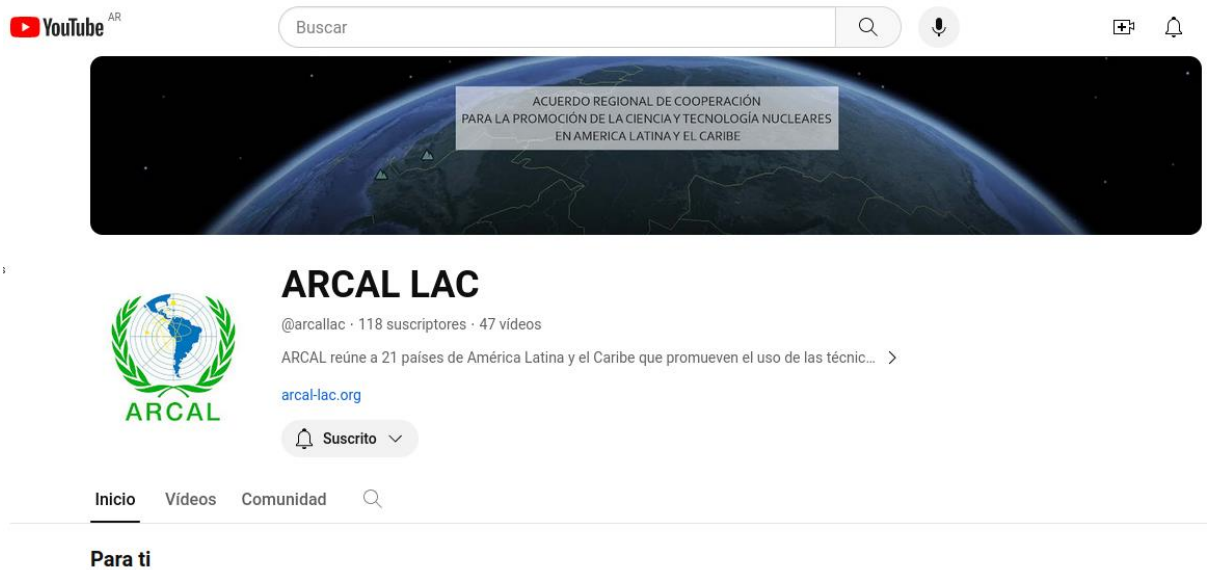 YouTube AR
Buscar
ACUERDO REGIONAL DE COOPERACIÓN
PARA LA PROMOCIÓN DE LA CIENCIA Y TECNOLOGÍA NUCLEARES
EN AMERICA LATINA Y EL CARIBE
ARCAL
ARCAL LAC
@arcallac · 118 suscriptores · 47 vídeos
ARCAL reúne a 21 países de América Latina y el Caribe que promueven el uso de las técnic...
arcal-lac.org
Suscrito
Inicio Vídeos Comunidad
Para ti